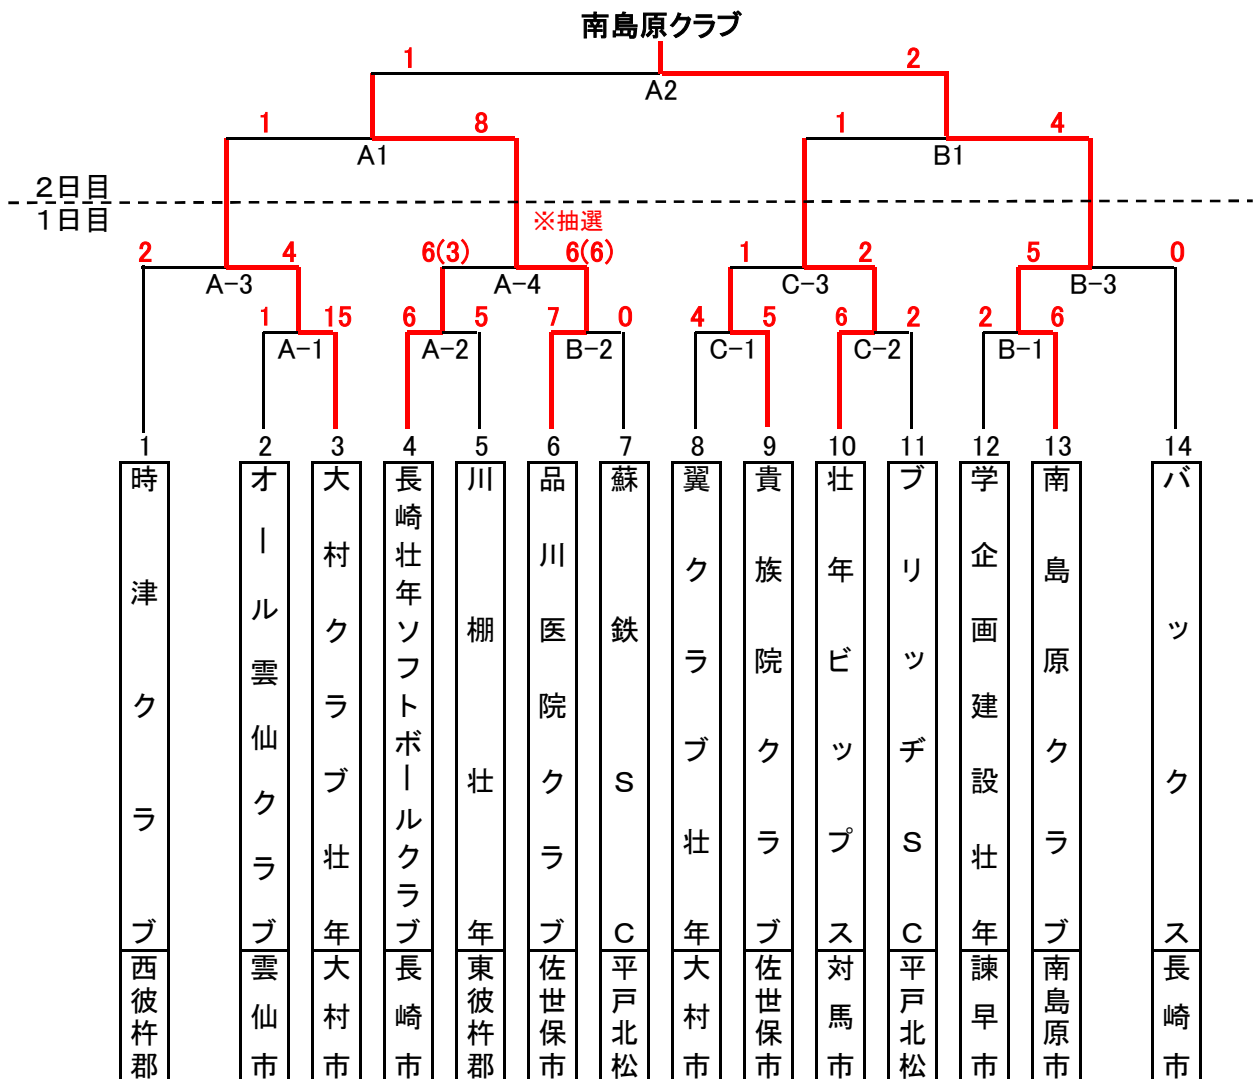 南島原クラブ
1 2
A2
1 8 1 4
A1 B1
2日目
1日目
※抽選
2 4 6(3) 6(6) 1 2 5 0
A-3 A-4 C-3 B-3
1 15 6 5 7 0 4 5 6 2 2 6
A-1 A-2 B-2 C-1 C-2 B-1
1 2 3 4 5 6 7 8 9 10 11 12 13 14
時津クラブ
西彼杵郡
オール雲仙クラブ
雲仙市
大村クラブ壮年
大村市
長崎壮年ソフトボールクラブ
長崎市
川棚壮年
東彼杵郡
品川医院クラブ
佐世保市
蘇鉄SC
平戸北松
翼クラブ壮年
大村市
貴族院クラブ
佐世保市
壮年ビップス
対馬市
ブリッヂSC
平戸北松
学企画建設壮年
諫早市
南島原クラブ
南島原市
バックス
長崎市